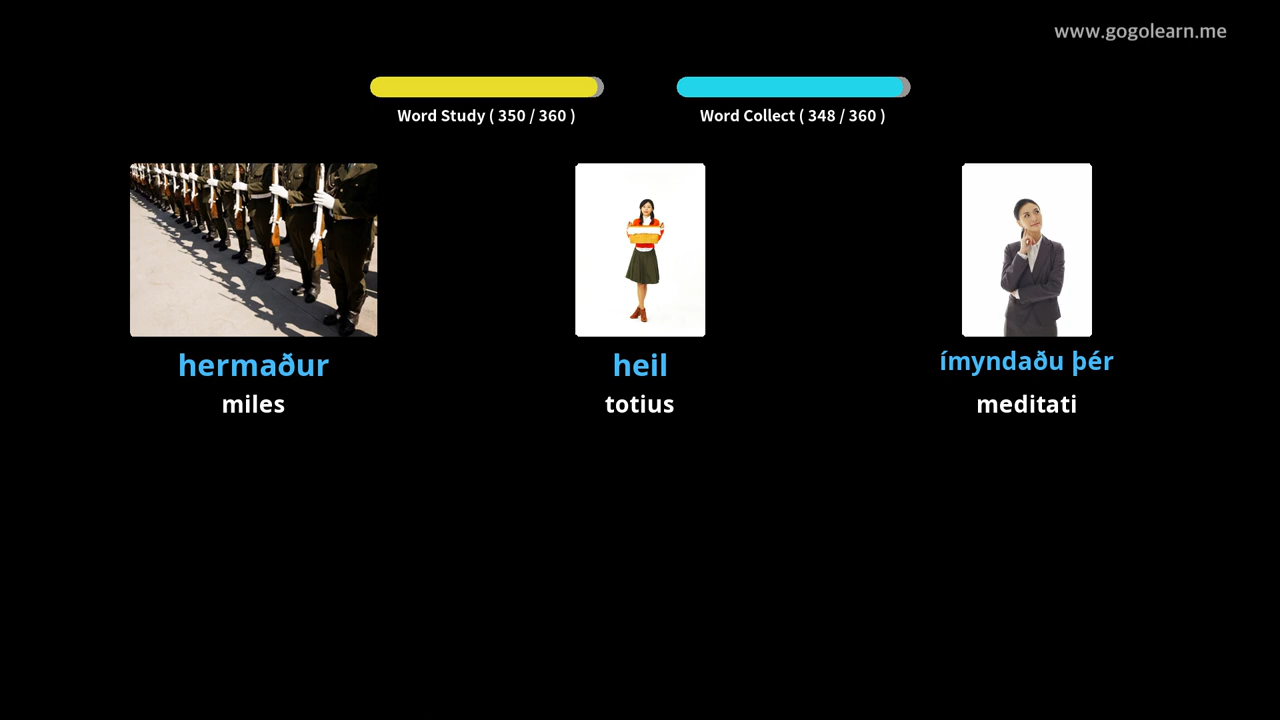 www.gogolearn.me
Word Study ( 350 / 360 )
Word Collect ( 348 / 360 )
hermaður
miles
heil
totius
ímyndaðu þér
meditati